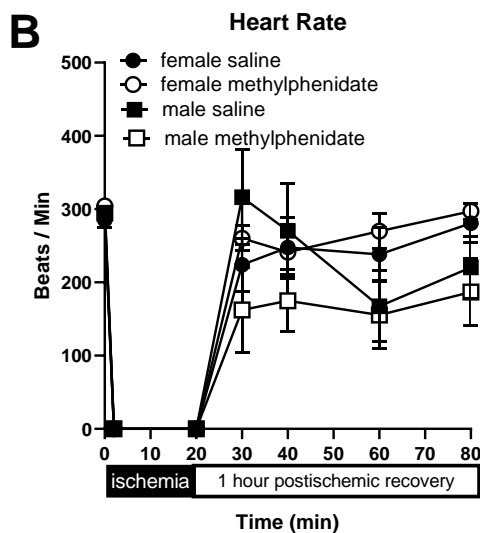 B
Heart Rate
500
400
300
200
100
0
Beats / Min
female saline
female methylphenidate
male saline
male methylphenidate
0 10 20 30 40 50 60 70 80
ischemia 1 hour postischemic recovery
Time (min)